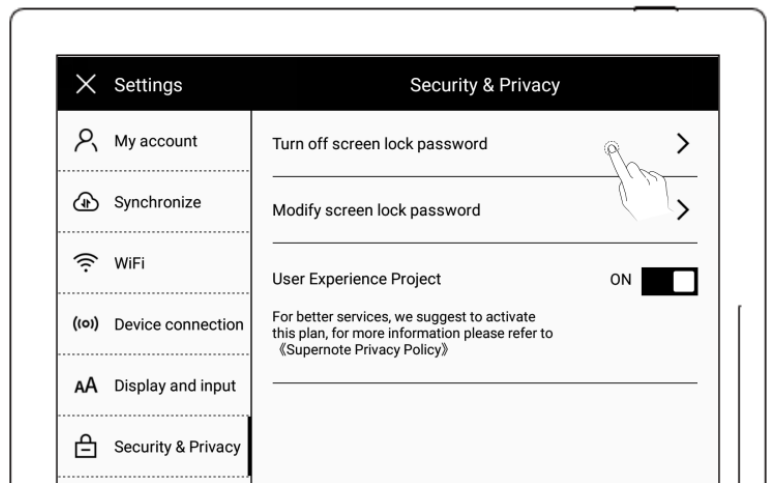 Settings
Security & Privacy
My account
Synchronize
WiFi
Device connection
AA Display and input
Security & Privacy
Turn off screen lock password
Modify screen lock password
User Experience Project ON
For better services, we suggest to activate
this plan, for more information please refer to
《Supernote Privacy Policy》